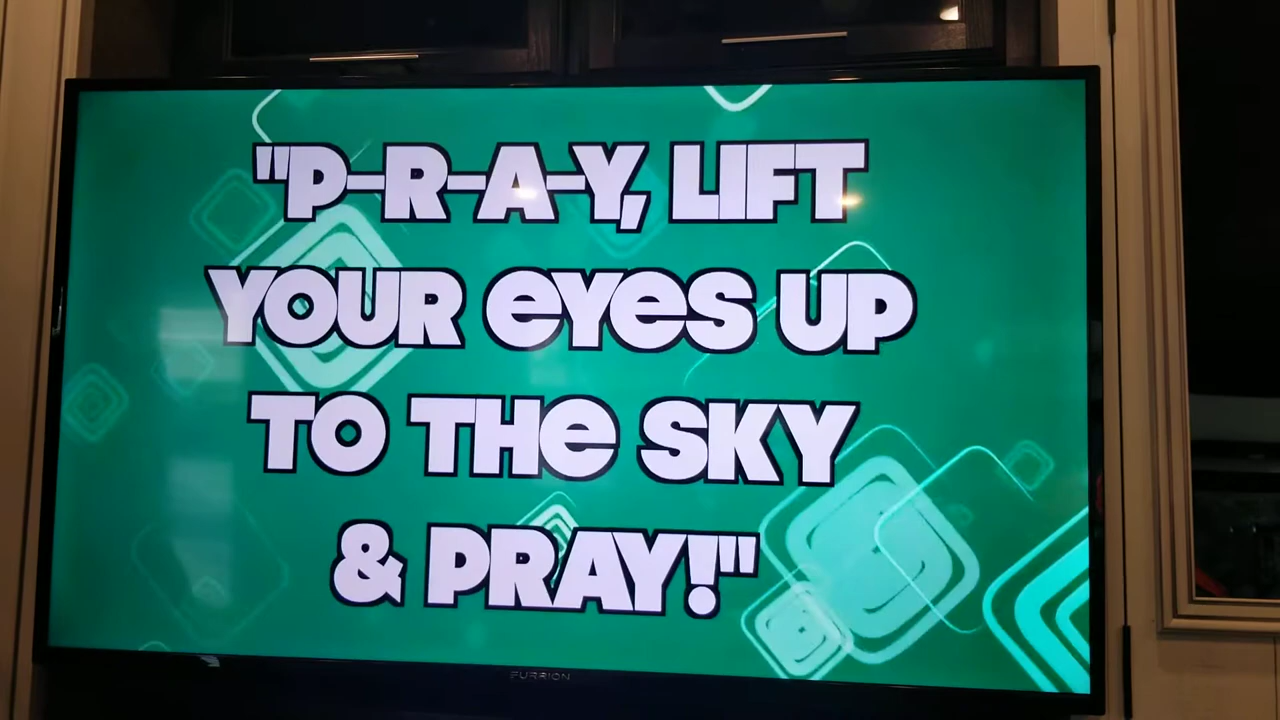 "P-R-A-Y, LIFT
YOUR eYeS UP
TO THe SKY
& PRAY!"
FURRION